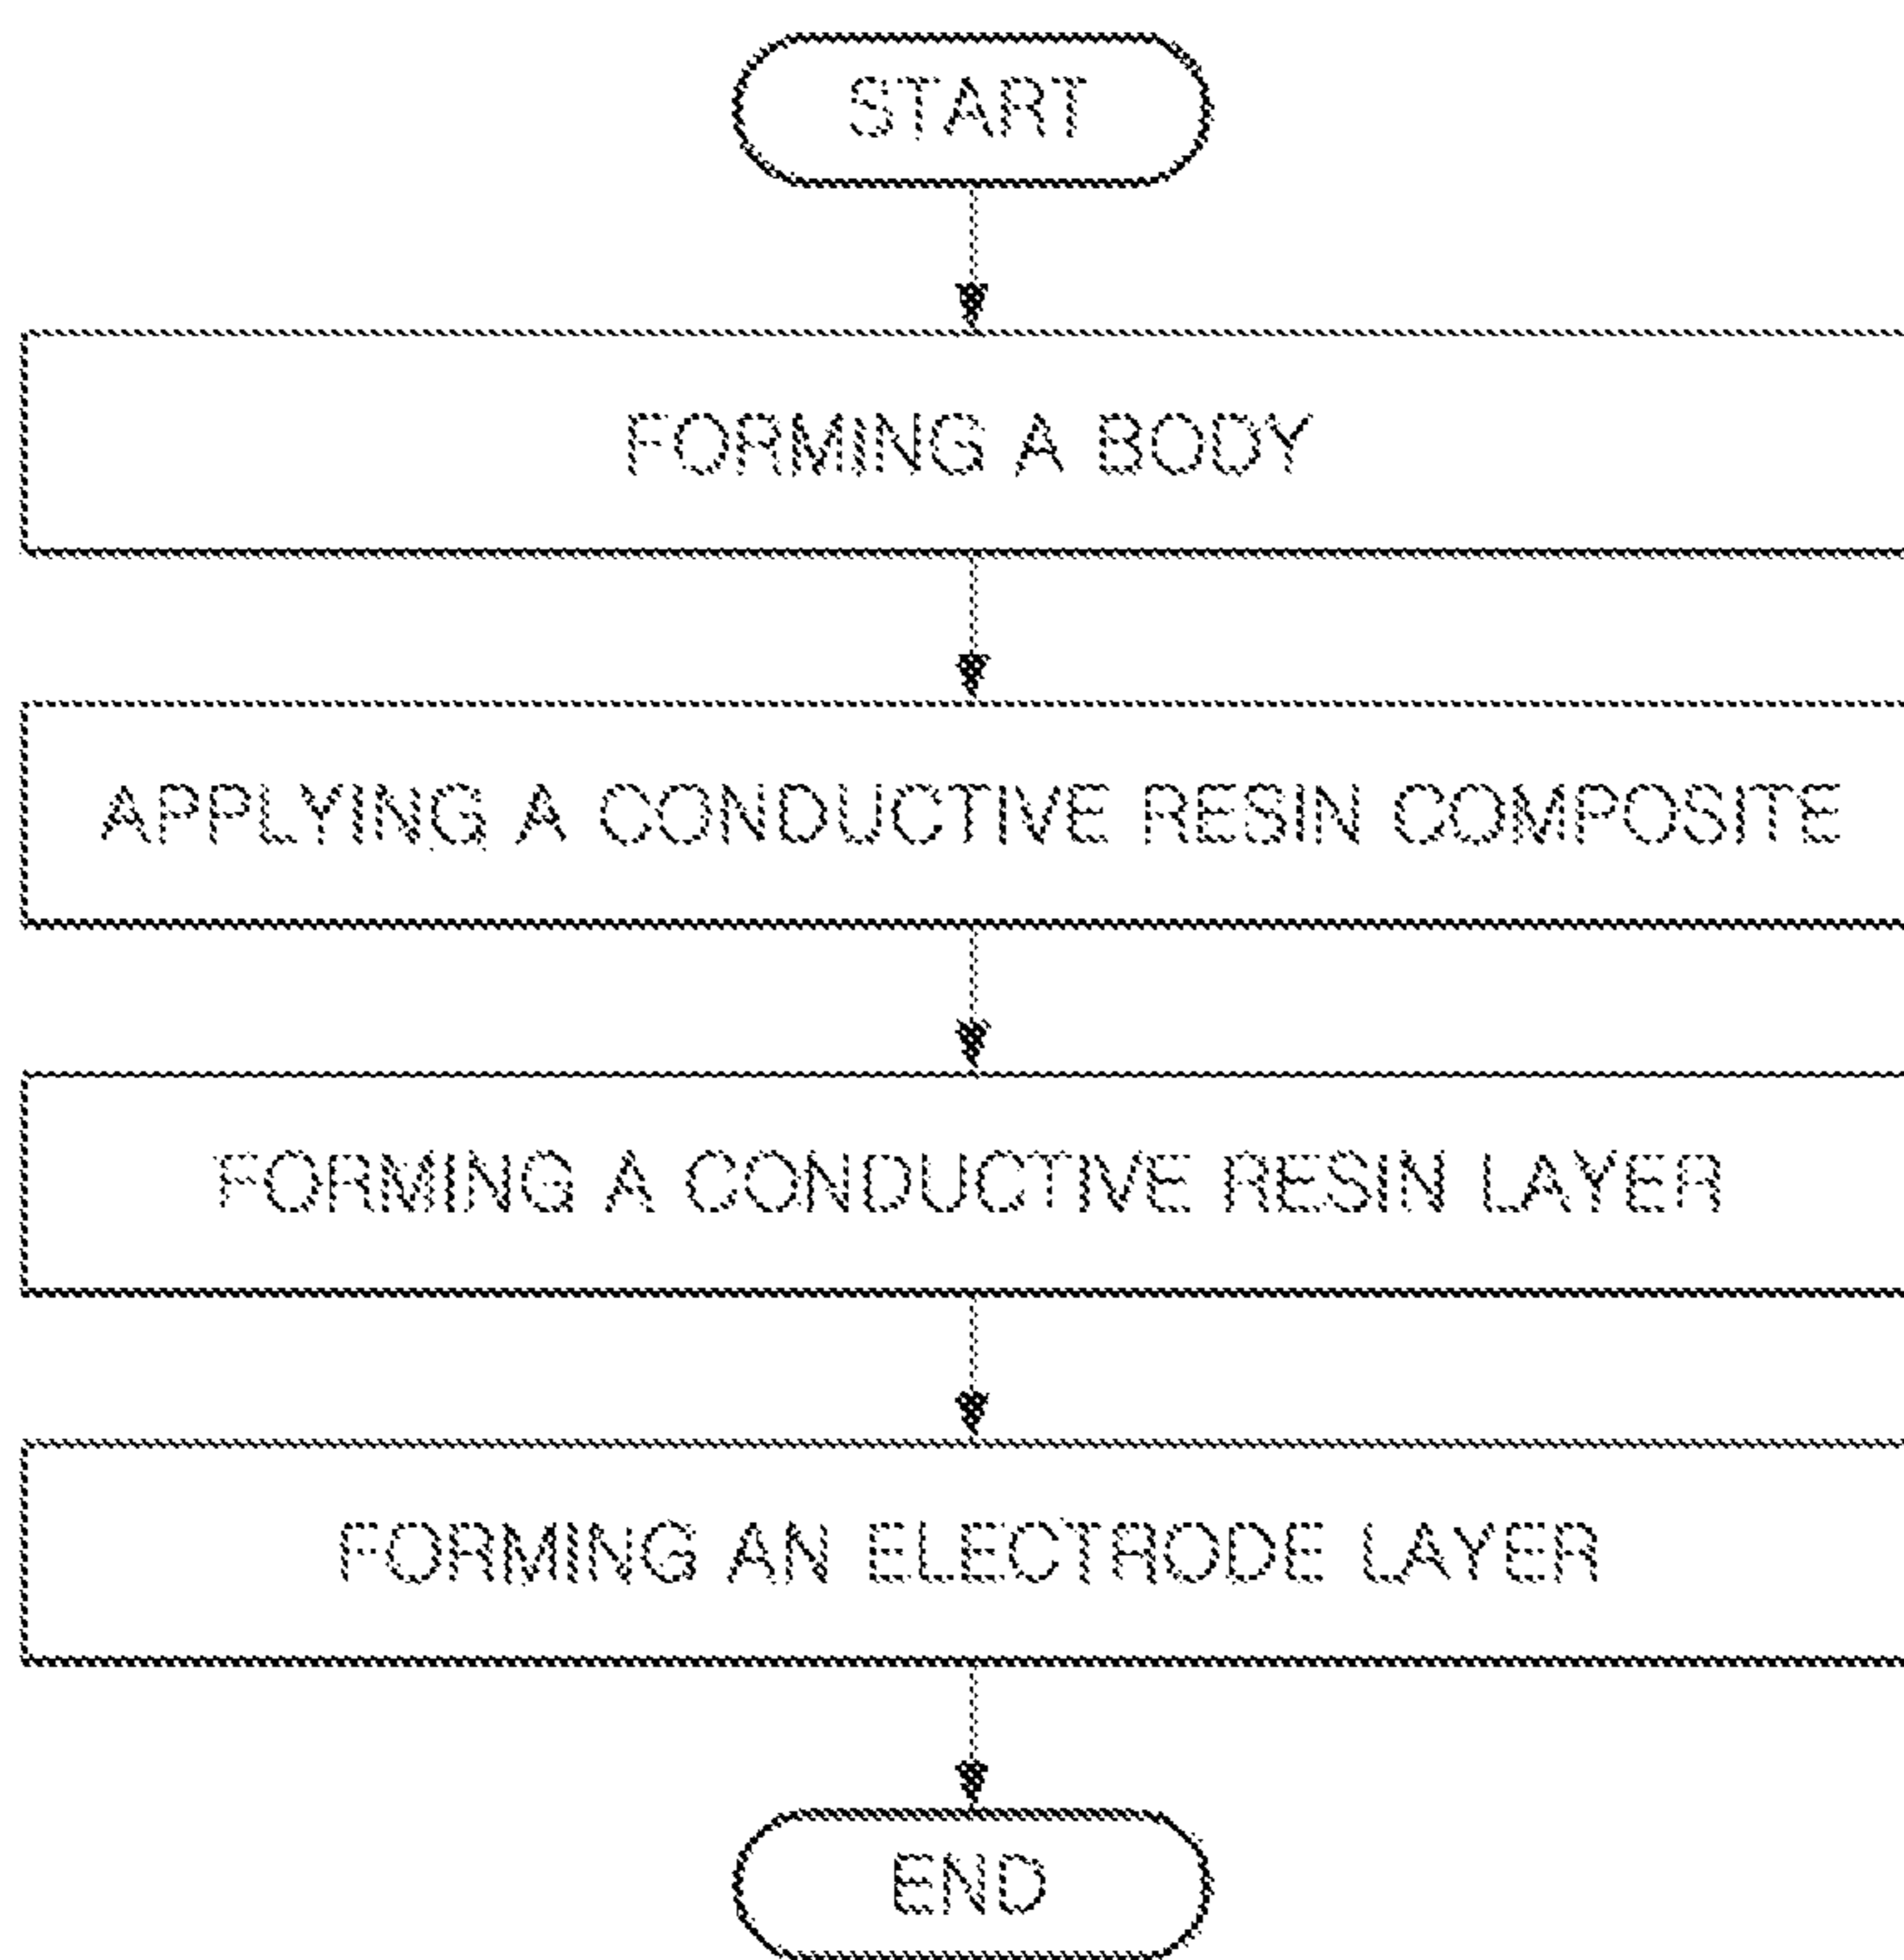 START
FORMING A BODY
APPLYING A CONDUCTIVE RESIN COMPOSITE
FORMING A CONDUCTIVE RESIN LAYER
FORMING AN ELECTRODE LAYER
END